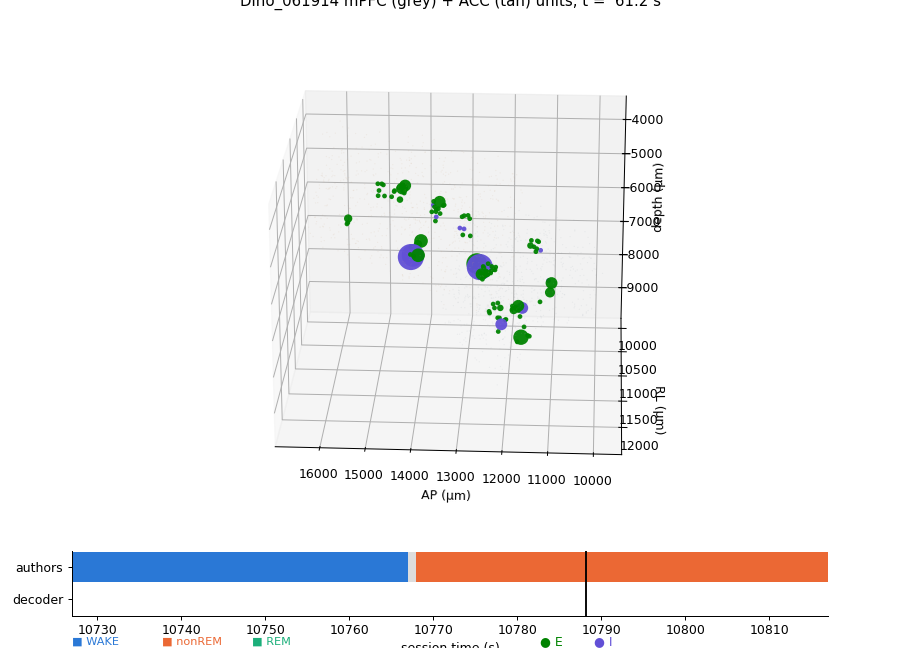 Dino_061914 mPFC (grey) + ACC (tan) units, t = 61.2 s
4000
5000
6000
7000
8000
9000
depth (μm)
10000
10500
11000
11500
12000
RL (μm)
16000 15000 14000 13000 12000 11000 10000
AP (μm)
authors
decoder
10730 10740 10750 10760 10770 10780 10790 10800 10810
session time (s)
WAKE nonREM REM E I